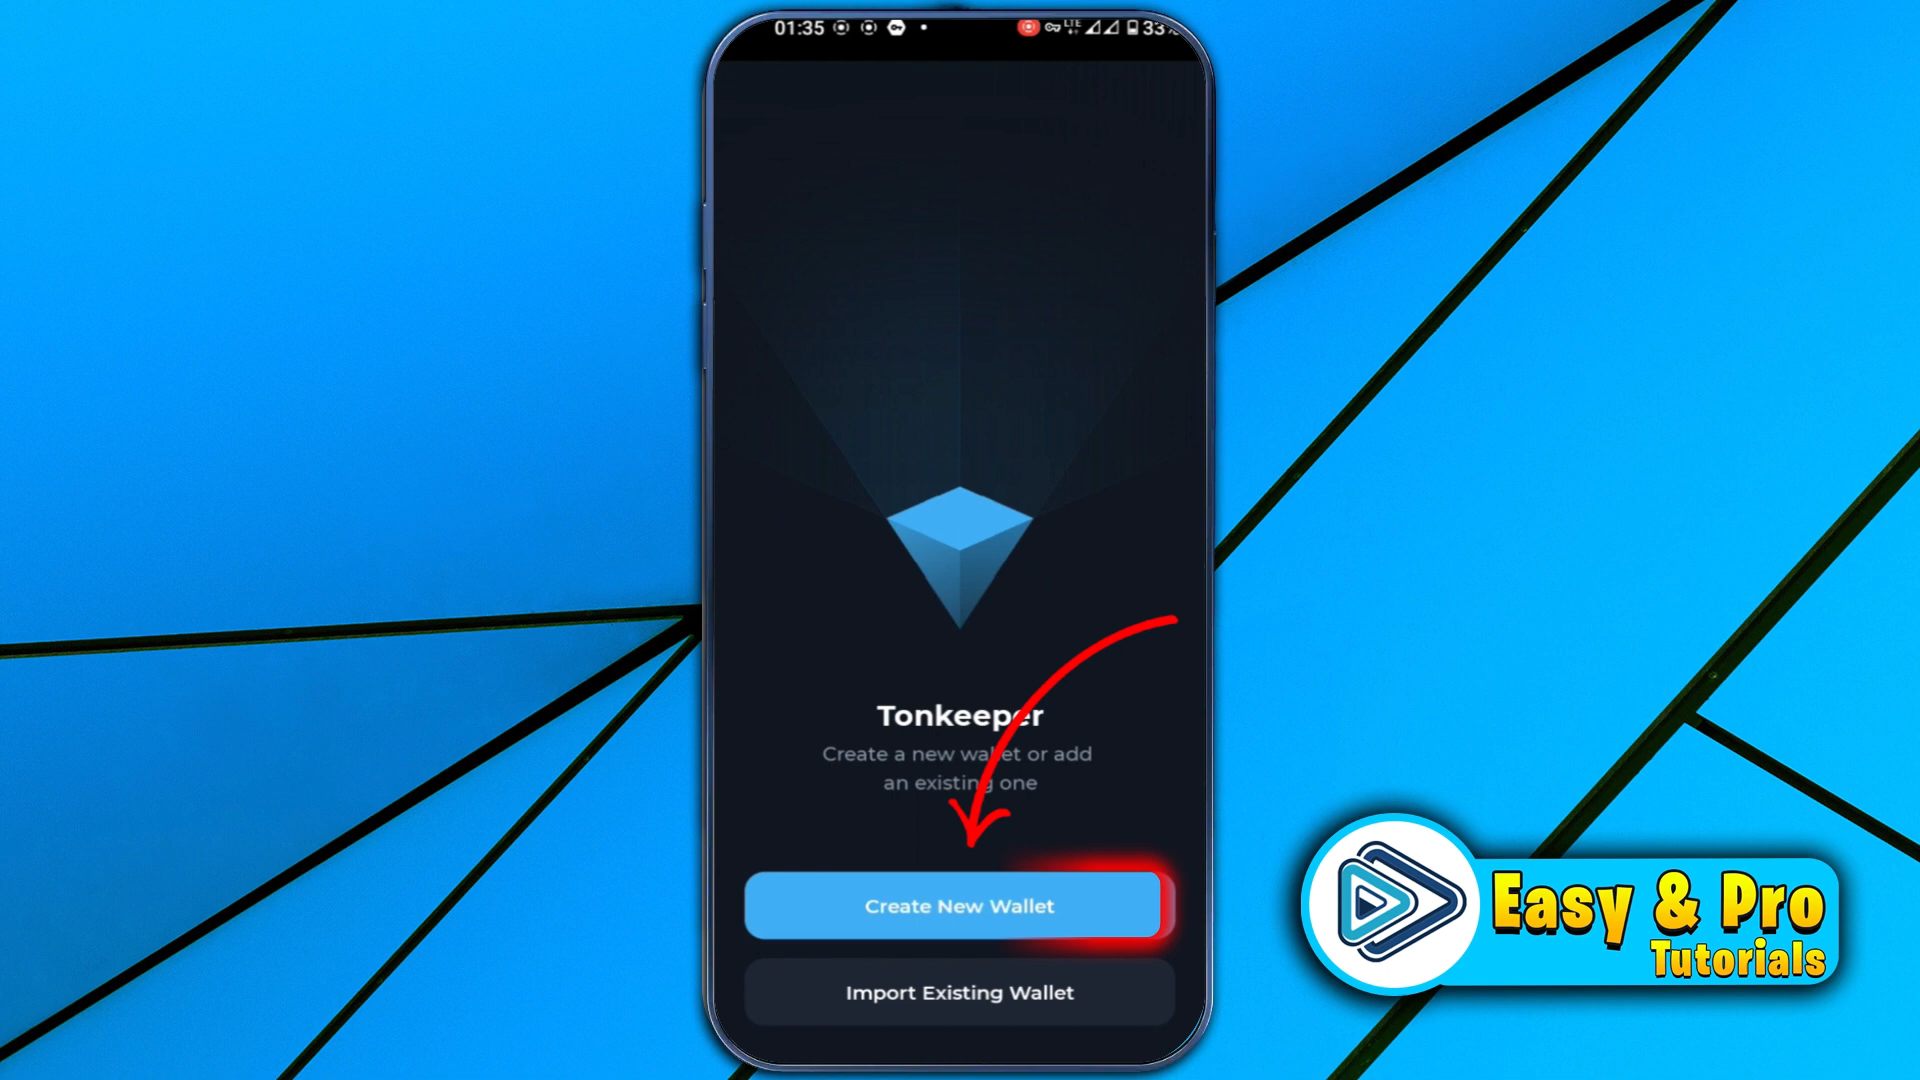 01:35
LTE
33%
Tonkeeper
Create a new wallet or add
an existing one
Create New Wallet
Import Existing Wallet
Easy & Pro
Tutorials